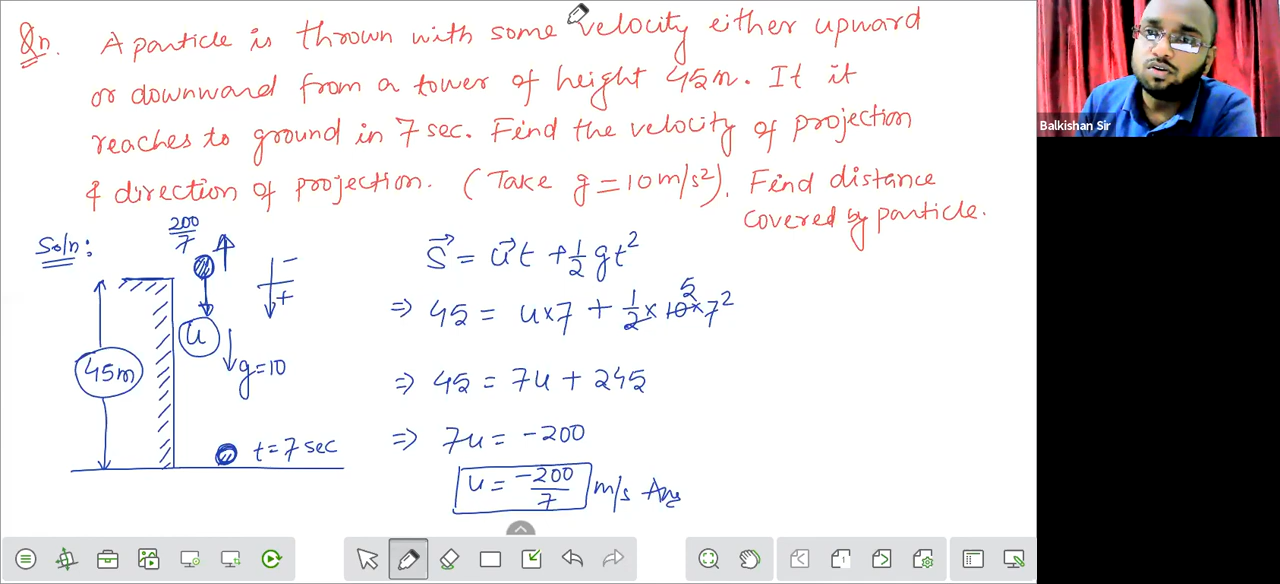 Qn. A particle is thrown with some velocity either upward
or downward from a tower of height 45m. It it
reaches to ground in 7 sec. Find the velocity of projection
& direction of projection. (Take g=10m/s²). Find distance
covered by particle.
Balkishan Sir
Soln:
200/7
-
+
u
g=10
45m
t=7 sec
S⃗ = u⃗t + 1/2 gt²
⇒ 45 = u×7 + 1/2 × 10 × 7²
5
⇒ 45 = 7u + 245
⇒ 7u = -200
u = -200/7 m/s Ans
1